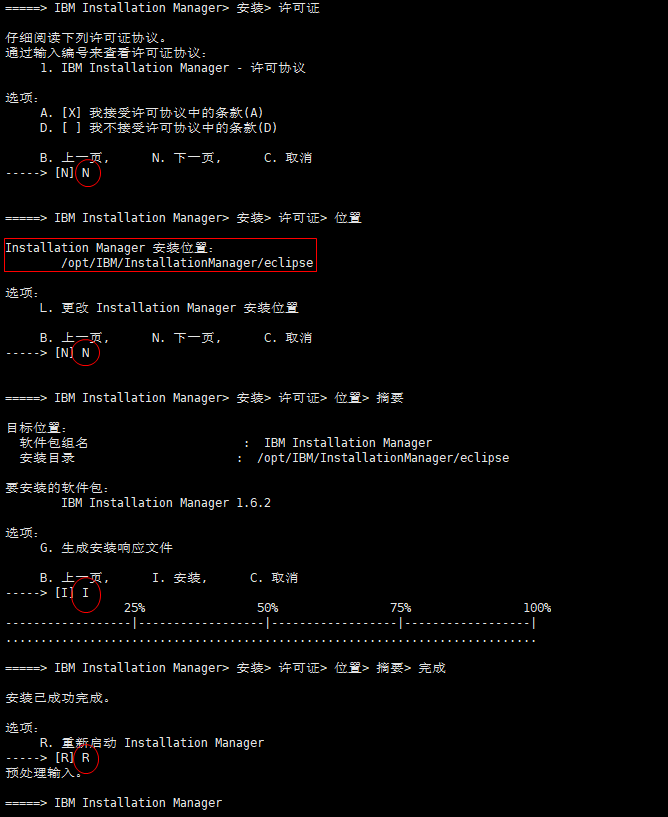 =====> IBM Installation Manager> 安装> 许可证
仔细阅读下列许可证协议。
通过输入编号来查看许可证协议：
1. IBM Installation Manager - 许可协议
选项：
A. [X] 我接受许可协议中的条款(A)
D. [ ] 我不接受许可协议中的条款(D)
B. 上一页,      N. 下一页,      C. 取消
-----> [N] N
=====> IBM Installation Manager> 安装> 许可证> 位置
Installation Manager 安装位置：
/opt/IBM/InstallationManager/eclipse
选项：
L. 更改 Installation Manager 安装位置
B. 上一页,      N. 下一页,      C. 取消
-----> [N] N
=====> IBM Installation Manager> 安装> 许可证> 位置> 摘要
目标位置：
软件包组名                      :  IBM Installation Manager
安装目录                       :  /opt/IBM/InstallationManager/eclipse
要安装的软件包：
IBM Installation Manager 1.6.2
选项：
G. 生成安装响应文件
B. 上一页,      I. 安装,      C. 取消
-----> [I] I
25%                50%                75%                100%
------------------|------------------|------------------|------------------|
............................................................................
=====> IBM Installation Manager> 安装> 许可证> 位置> 摘要> 完成
安装已成功完成。
选项：
R. 重新启动 Installation Manager
-----> [R] R
预处理输入。
=====> IBM Installation Manager